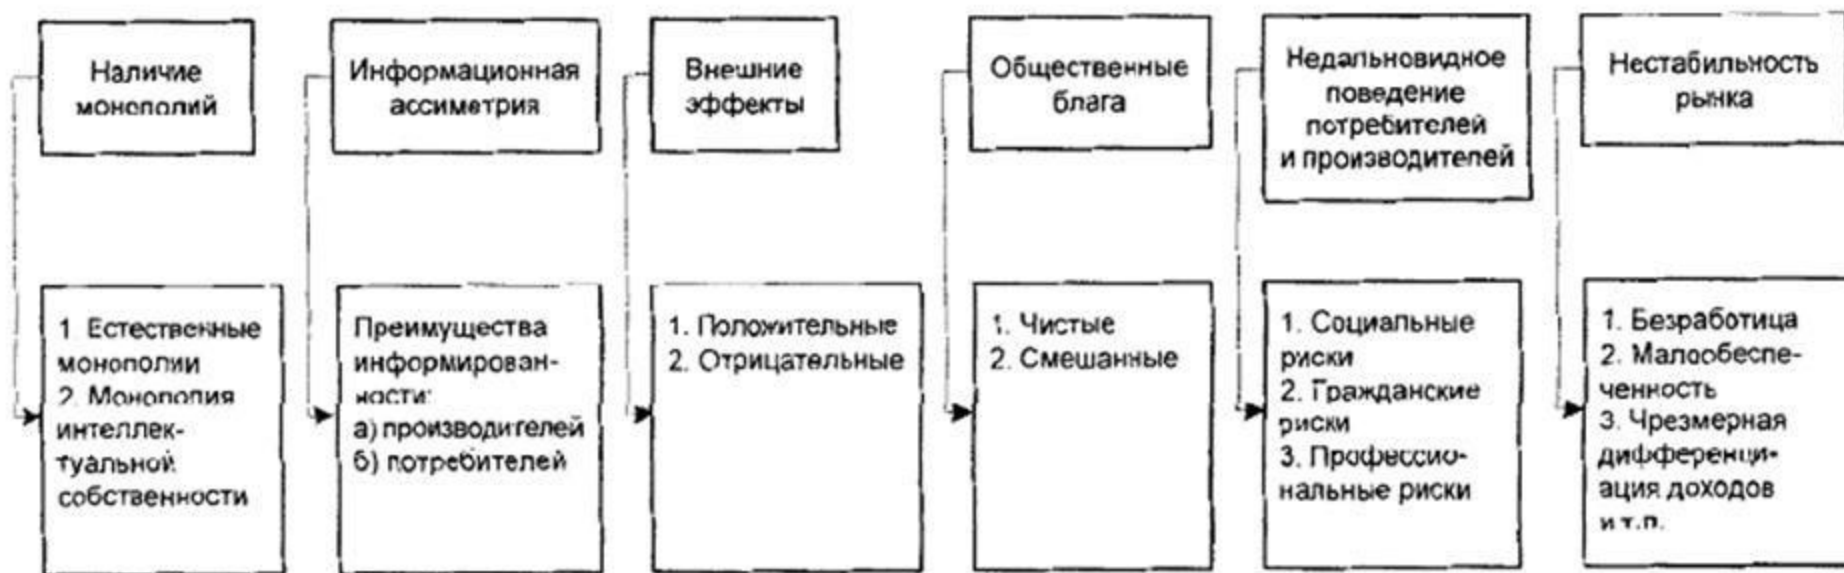 Наличие
монополий
Информационная
ассиметрия
Внешние
эффекты
Общественные
блага
Недальновидное
поведение
потребителей
и производителей
Нестабильность
рынка
1. Естественные
монополии
2. Монополия
интеллек-
туальной
собственности
Преимущества
информирован-
ности:
а) производителей
б) потребителей
1. Положительные
2. Отрицательные
1. Чистые
2. Смешанные
1. Социальные
риски
2. Гражданские
риски
3. Профессио-
нальные риски
1. Безработица
2. Малообеспе-
ченность
3. Чрезмерная
дифференци-
ация доходов
и т.п.